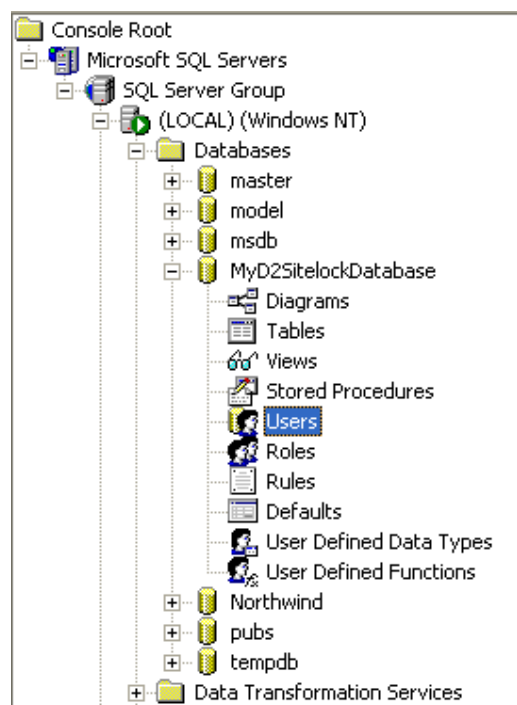 Console Root
Microsoft SQL Servers
SQL Server Group
(LOCAL) (Windows NT)
Databases
master
model
msdb
MyD2SitelockDatabase
Diagrams
Tables
Views
Stored Procedures
Users
Roles
Rules
Defaults
User Defined Data Types
User Defined Functions
Northwind
pubs
tempdb
Data Transformation Services